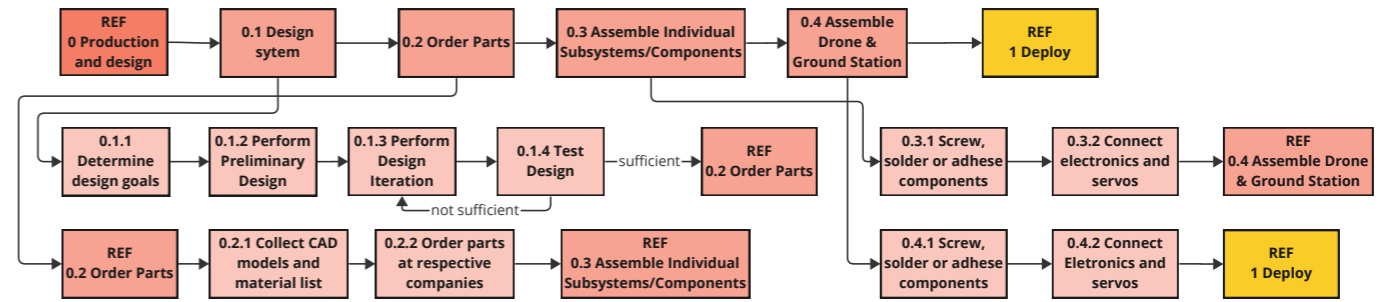 REF
0 Production
and design
0.1 Design
sytem
0.2 Order Parts
0.3 Assemble Individual
Subsystems/Components
0.4 Assemble
Drone &
Ground Station
REF
1 Deploy
0.1.1
Determine
design goals
0.1.2 Perform
Preliminary
Design
0.1.3 Perform
Design
Iteration
0.1.4 Test
Design
sufficient
not sufficient
REF
0.2 Order Parts
0.3.1 Screw,
solder or adhese
components
0.3.2 Connect
electronics and
servos
REF
0.4 Assemble Drone
& Ground Station
REF
0.2 Order Parts
0.2.1 Collect CAD
models and
material list
0.2.2 Order parts
at respective
companies
REF
0.3 Assemble Individual
Subsystems/Components
0.4.1 Screw,
solder or adhese
components
0.4.2 Connect
Eletronics and
servos
REF
1 Deploy